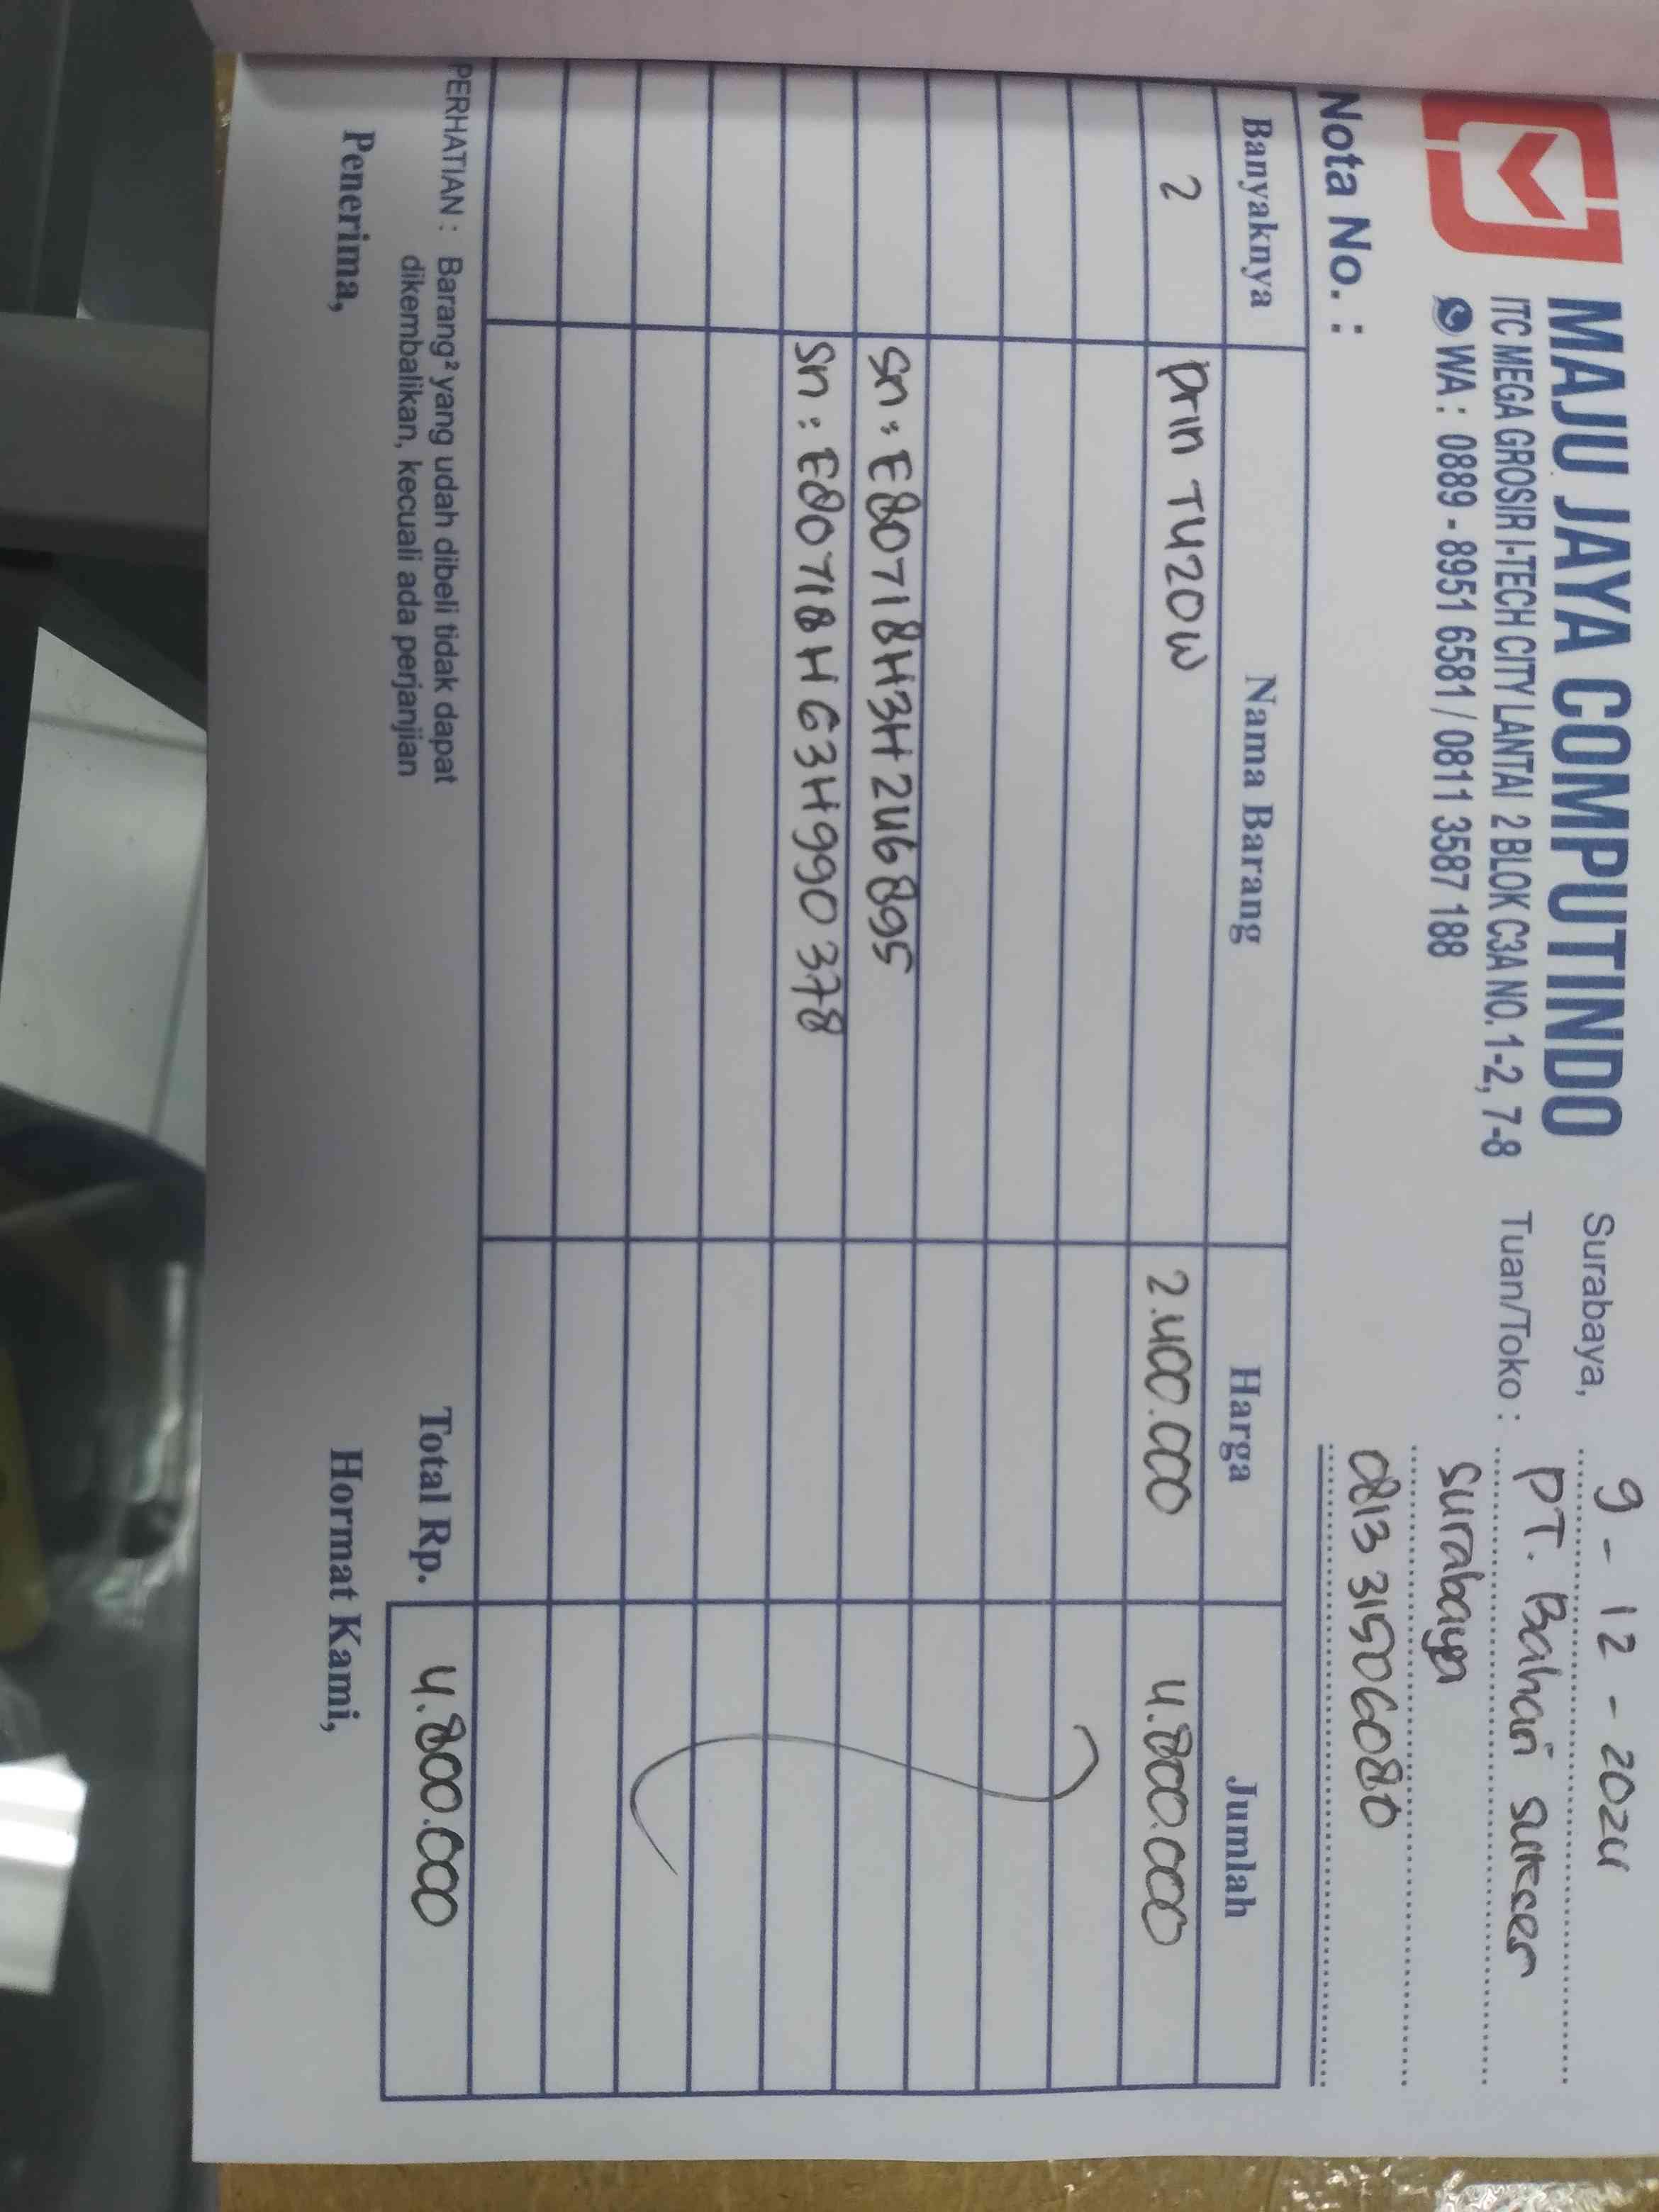 MAJU JAYA COMPUTINDO
ITC MEGA GROSIR I-TECH CITY LANTAI 2 BLOK C3A NO. 1-2, 7-8
WA : 0889 - 8951 6581 / 0811 3587 188
Surabaya, 9 - 12 - 2024
Tuan/Toko : PT. Bahari sukses
surabaya
0813 31506080
Nota No. :
Banyaknya Nama Barang Harga Jumlah
2 Prin T420W 2.400.000 4.800.000
Sn : E80718H3H246895
Sn : E80718HG3H990378
Total Rp. 4.800.000
PERHATIAN : Barang² yang udah dibeli tidak dapat
dikembalikan, kecuali ada perjanjian
Penerima, Hormat Kami,